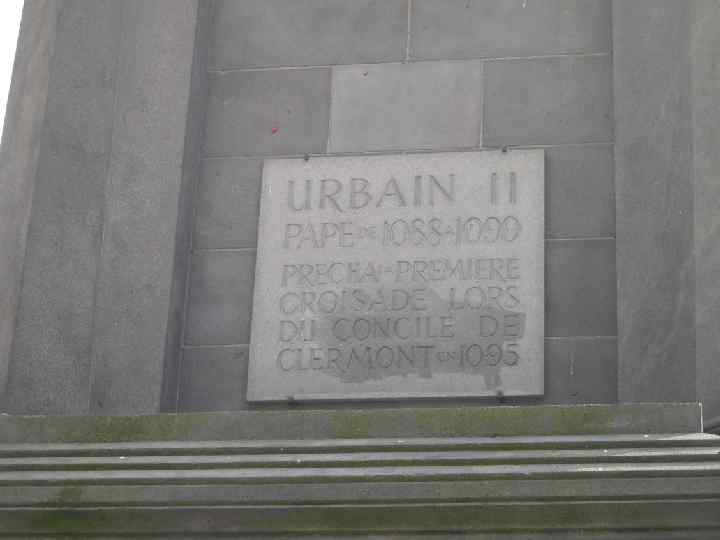 URBAIN II
PAPE DE 1088 A 1099
PRECHA LA PREMIERE
CROISADE LORS
DU CONCILE DE
CLERMONT EN 1095